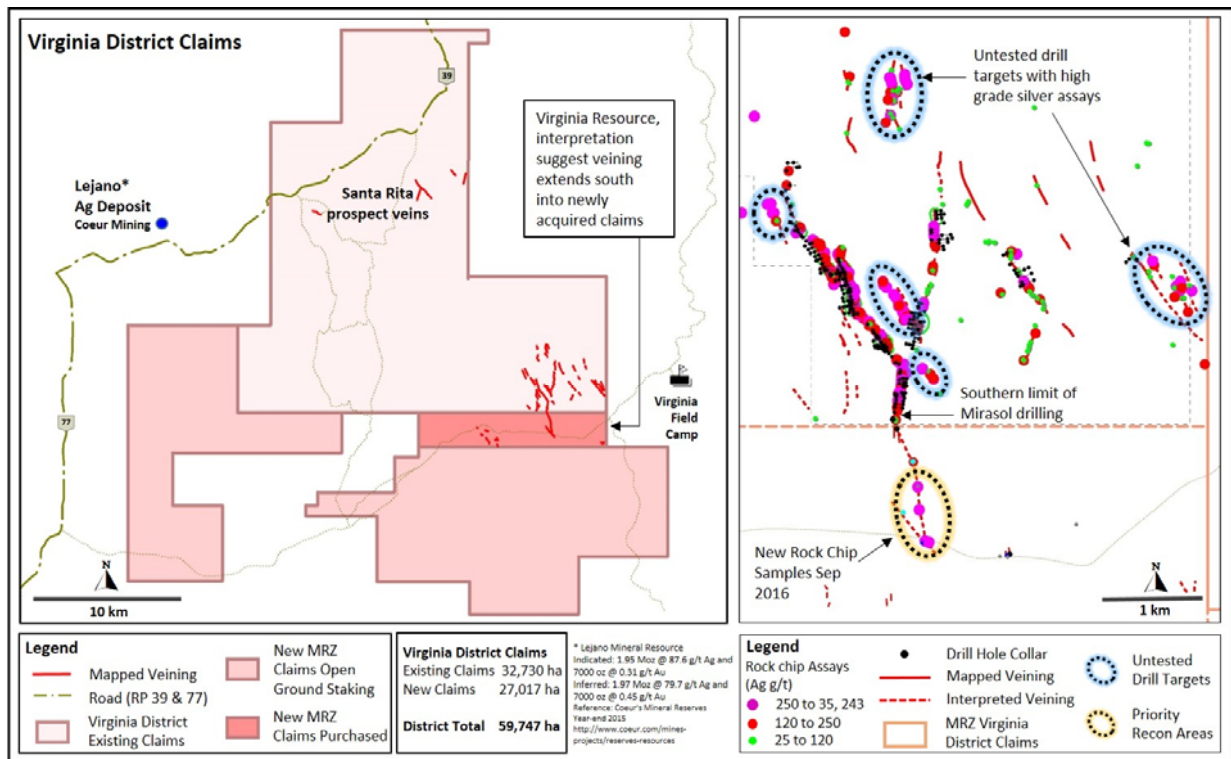 Virginia District Claims
39
Lejano*
Ag Deposit
Coeur Mining
Santa Rita
prospect veins
Virginia Resource,
interpretation
suggest veining
extends south
into newly
acquired claims
77
Virginia
Field
Camp
N
10 km
Untested drill
targets with high
grade silver assays
Southern limit of
Mirasol drilling
New Rock Chip
Samples Sep
2016
N
1 km
Legend
Mapped Veining
Road (RP 39 & 77)
Virginia District
Existing Claims
New MRZ
Claims Open
Ground Staking
New MRZ
Claims Purchased
Virginia District Claims
Existing Claims 32,730 ha
New Claims 27,017 ha
District Total 59,747 ha
* Lejano Mineral Resource
Indicated: 1.95 Moz @ 87.6 g/t Ag and
7000 oz @ 0.31 g/t Au
Inferred: 1.97 Moz @ 79.7 g/t Ag and
7000 oz @ 0.45 g/t Au
Reference: Coeur's Mineral Reserves
Year-end 2015
http://www.coeur.com/mines-
projects/reserves-resources
Legend
Rock chip Assays
(Ag g/t)
250 to 35, 243
120 to 250
25 to 120
Drill Hole Collar
Mapped Veining
Interpreted Veining
MRZ Virginia
District Claims
Untested
Drill Targets
Priority
Recon Areas